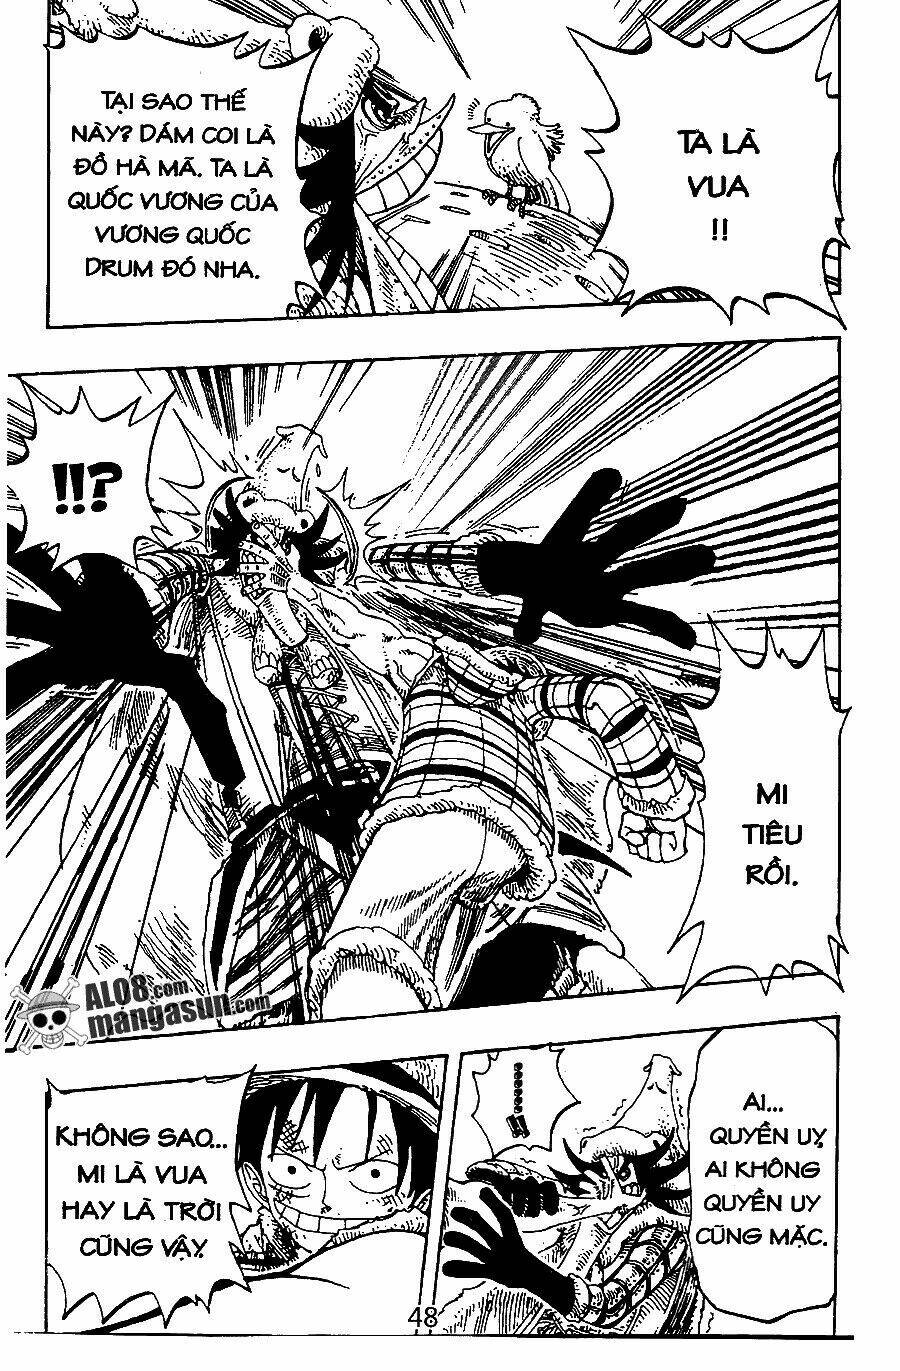 TA LÀ
VUA
!!
TẠI SAO THẾ
NÀY? DÁM COI LÀ
ĐỒ HÀ MÃ. TA LÀ
QUỐC VƯƠNG CỦA
VƯƠNG QUỐC
DRUM ĐÓ NHA.
!!?
MI
TIÊU
RỒI.
ALO8.com
mangasun.com
AI...
QUYỀN UY,
AI KHÔNG
QUYỀN UY
CŨNG MẶC.
........!!
KHÔNG SAO...
MI LÀ VUA
HAY LÀ TRỜI
CŨNG VẬY.
48